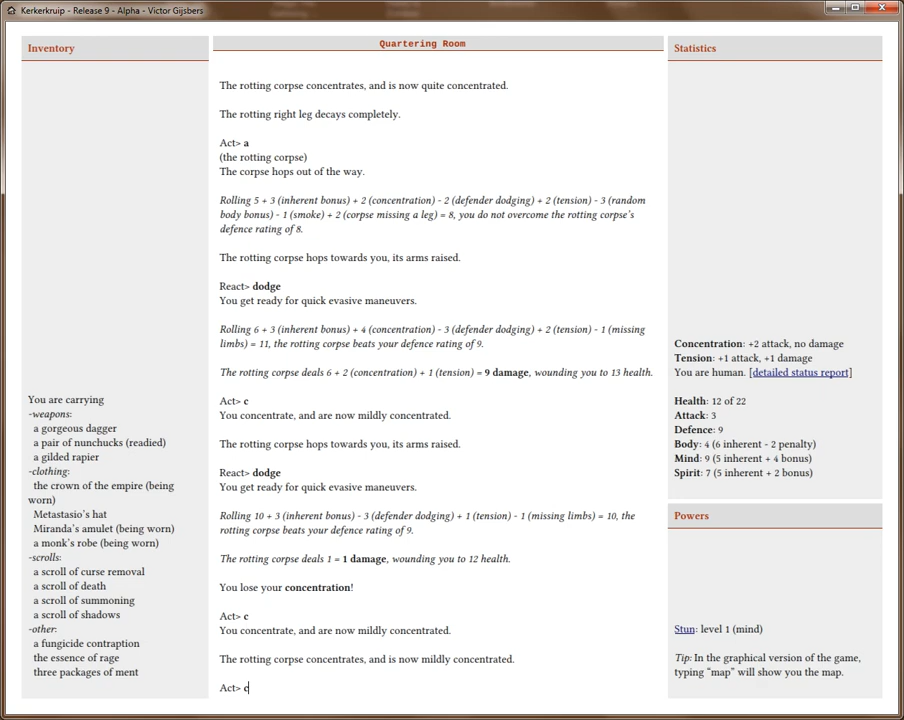 Kerkerkruip - Release 9 - Alpha - Victor Gijsbers
Inventory
You are carrying
-weapons:
a gorgeous dagger
a pair of nunchucks (readied)
a gilded rapier
-clothing:
the crown of the empire (being
worn)
Metastasio's hat
Miranda's amulet (being worn)
a monk's robe (being worn)
-scrolls:
a scroll of curse removal
a scroll of death
a scroll of summoning
a scroll of shadows
-other:
a fungicide contraption
the essence of rage
three packages of ment
Quartering Room
The rotting corpse concentrates, and is now quite concentrated.
The rotting right leg decays completely.
Act> a
(the rotting corpse)
The corpse hops out of the way.
Rolling 5 + 3 (inherent bonus) + 2 (concentration) - 2 (defender dodging) + 2 (tension) - 3 (random
body bonus) - 1 (smoke) + 2 (corpse missing a leg) = 8, you do not overcome the rotting corpse's
defence rating of 8.
The rotting corpse hops towards you, its arms raised.
React> dodge
You get ready for quick evasive maneuvers.
Rolling 6 + 3 (inherent bonus) + 4 (concentration) - 3 (defender dodging) + 2 (tension) - 1 (missing
limbs) = 11, the rotting corpse beats your defence rating of 9.
The rotting corpse deals 6 + 2 (concentration) + 1 (tension) = 9 damage, wounding you to 13 health.
Act> c
You concentrate, and are now mildly concentrated.
The rotting corpse hops towards you, its arms raised.
React> dodge
You get ready for quick evasive maneuvers.
Rolling 10 + 3 (inherent bonus) - 3 (defender dodging) + 1 (tension) - 1 (missing limbs) = 10, the
rotting corpse beats your defence rating of 9.
The rotting corpse deals 1 = 1 damage, wounding you to 12 health.
You lose your concentration!
Act> c
You concentrate, and are now mildly concentrated.
The rotting corpse concentrates, and is now mildly concentrated.
Act> c
Statistics
Concentration: +2 attack, no damage
Tension: +1 attack, +1 damage
You are human. [detailed status report]
Health: 12 of 22
Attack: 3
Defence: 9
Body: 4 (6 inherent - 2 penalty)
Mind: 9 (5 inherent + 4 bonus)
Spirit: 7 (5 inherent + 2 bonus)
Powers
Stun: level 1 (mind)
Tip: In the graphical version of the game,
typing "map" will show you the map.